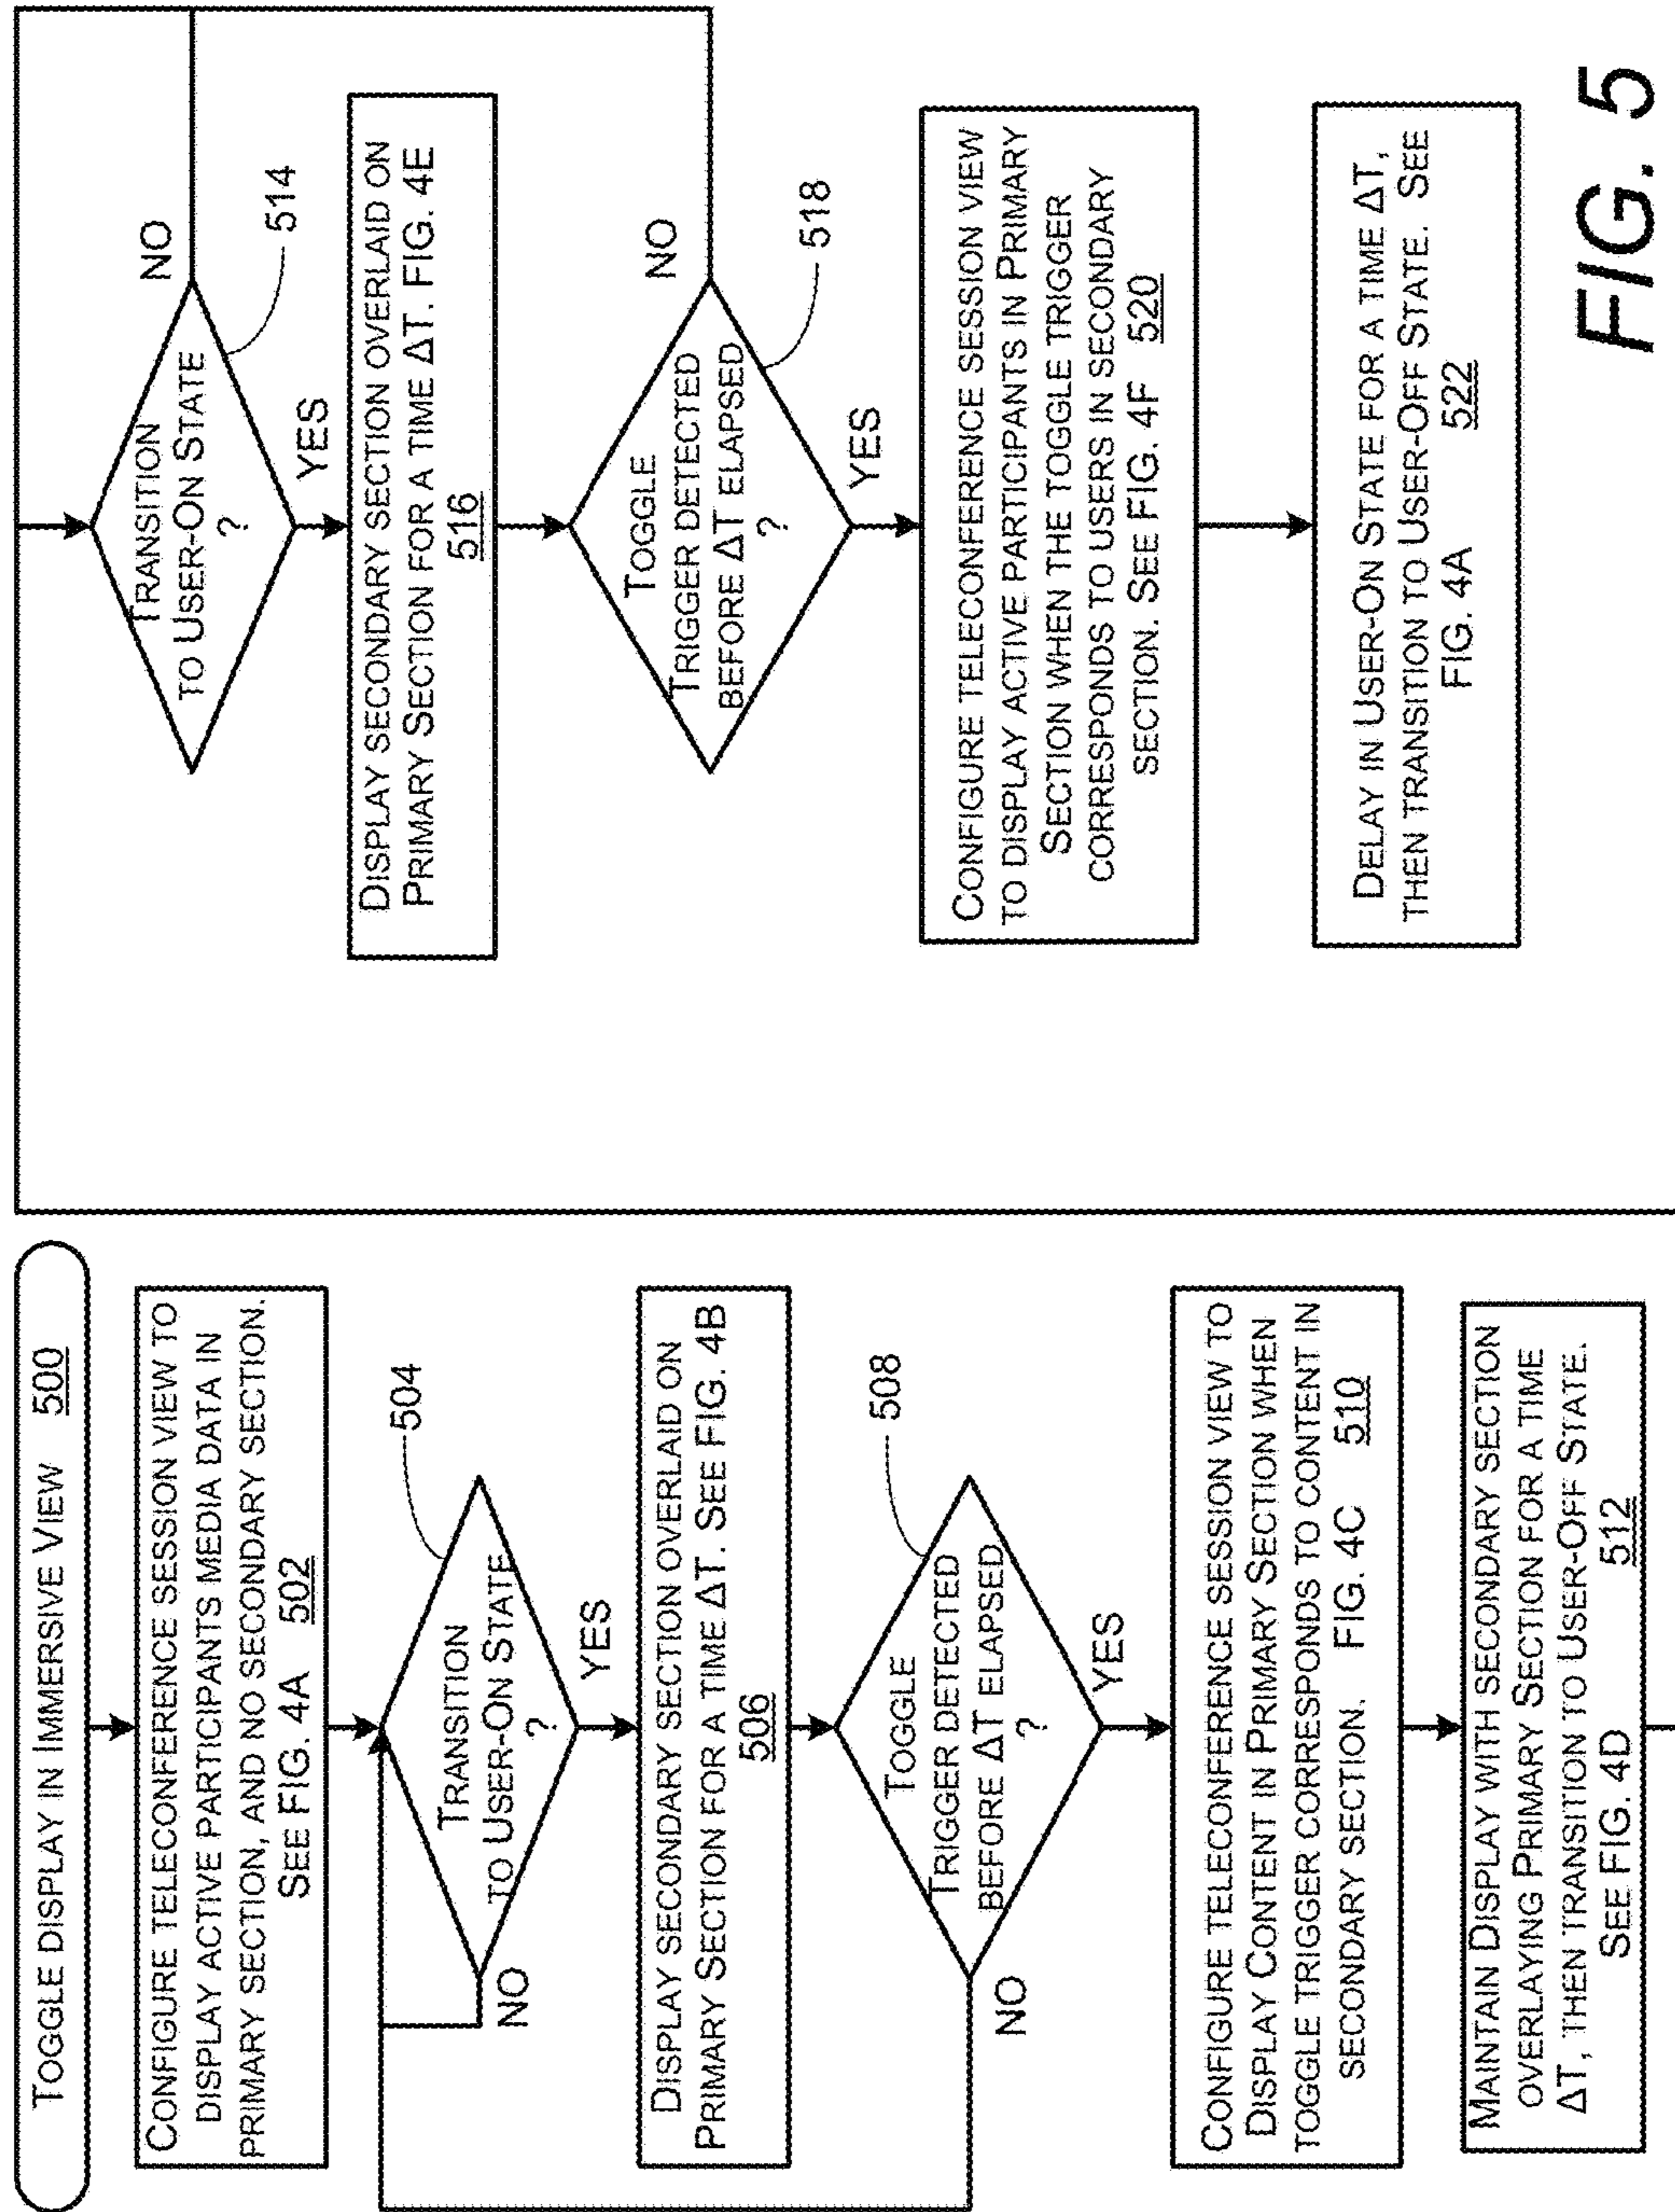 TOGGLE DISPLAY IN IMMERSIVE VIEW 500
CONFIGURE TELECONFERENCE SESSION VIEW TO
DISPLAY ACTIVE PARTICIPANTS MEDIA DATA IN
PRIMARY SECTION, AND NO SECONDARY SECTION.
SEE FIG. 4A 502
504
TRANSITION
TO USER-ON STATE
?
NO
YES
DISPLAY SECONDARY SECTION OVERLAID ON
PRIMARY SECTION FOR A TIME ΔT. SEE FIG. 4B
506
508
TOGGLE
TRIGGER DETECTED
BEFORE ΔT ELAPSED
?
NO
YES
CONFIGURE TELECONFERENCE SESSION VIEW TO
DISPLAY CONTENT IN PRIMARY SECTION WHEN
TOGGLE TRIGGER CORRESPONDS TO CONTENT IN
SECONDARY SECTION. FIG. 4C 510
MAINTAIN DISPLAY WITH SECONDARY SECTION
OVERLAYING PRIMARY SECTION FOR A TIME
ΔT, THEN TRANSITION TO USER-OFF STATE.
SEE FIG. 4D 512
TRANSITION
TO USER-ON STATE
?
NO
514
YES
DISPLAY SECONDARY SECTION OVERLAID ON
PRIMARY SECTION FOR A TIME ΔT. FIG. 4E
516
TOGGLE
TRIGGER DETECTED
BEFORE ΔT ELAPSED
?
NO
518
YES
CONFIGURE TELECONFERENCE SESSION VIEW
TO DISPLAY ACTIVE PARTICIPANTS IN PRIMARY
SECTION WHEN THE TOGGLE TRIGGER
CORRESPONDS TO USERS IN SECONDARY
SECTION. SEE FIG. 4F 520
DELAY IN USER-ON STATE FOR A TIME ΔT,
THEN TRANSITION TO USER-OFF STATE. SEE
FIG. 4A 522
FIG. 5